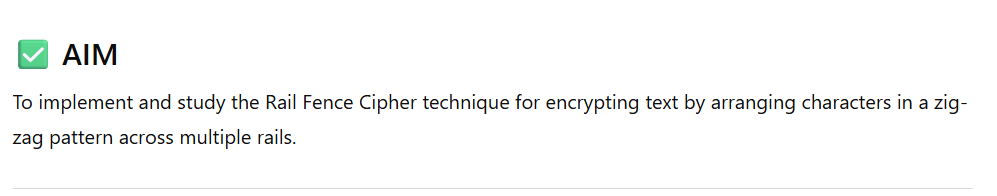 ✅ AIM
To implement and study the Rail Fence Cipher technique for encrypting text by arranging characters in a zig-
zag pattern across multiple rails.